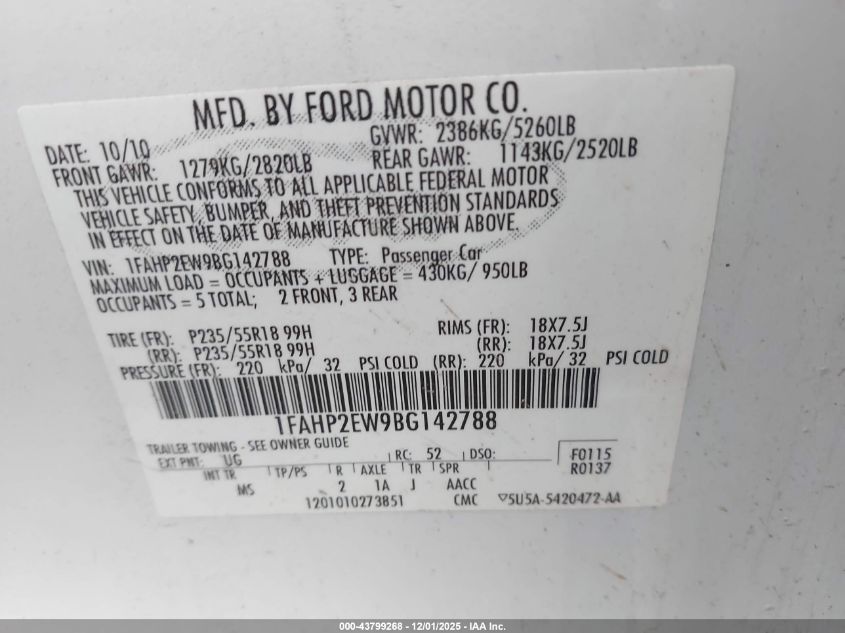 MFD. BY FORD MOTOR CO.
DATE: 10/10 GVWR: 2386KG/5260LB
FRONT GAWR: 1279KG/2820LB REAR GAWR: 1143KG/2520LB
THIS VEHICLE CONFORMS TO ALL APPLICABLE FEDERAL MOTOR
VEHICLE SAFETY, BUMPER, AND THEFT PREVENTION STANDARDS
IN EFFECT ON THE DATE OF MANUFACTURE SHOWN ABOVE.
VIN: 1FAHP2EW9BG142788 TYPE: Passenger Car
MAXIMUM LOAD = OCCUPANTS + LUGGAGE = 430KG/ 950LB
OCCUPANTS = 5 TOTAL; 2 FRONT, 3 REAR
TIRE (FR): P235/55R18 99H RIMS (FR): 18X7.5J
(RR): P235/55R18 99H (RR): 18X7.5J
PRESSURE (FR): 220 kPa/ 32 PSI COLD (RR): 220 kPa/ 32 PSI COLD
1FAHP2EW9BG142788
TRAILER TOWING - SEE OWNER GUIDE
EXT PNT: UG RC: 52 DSO: F0115
R0137
INT TR TP/PS R AXLE TR SPR
MS 2 1A J AACC
1201010273851 CMC ▽5U5A-5420472-AA
000-43799268 - 12/01/2025 - IAA Inc.